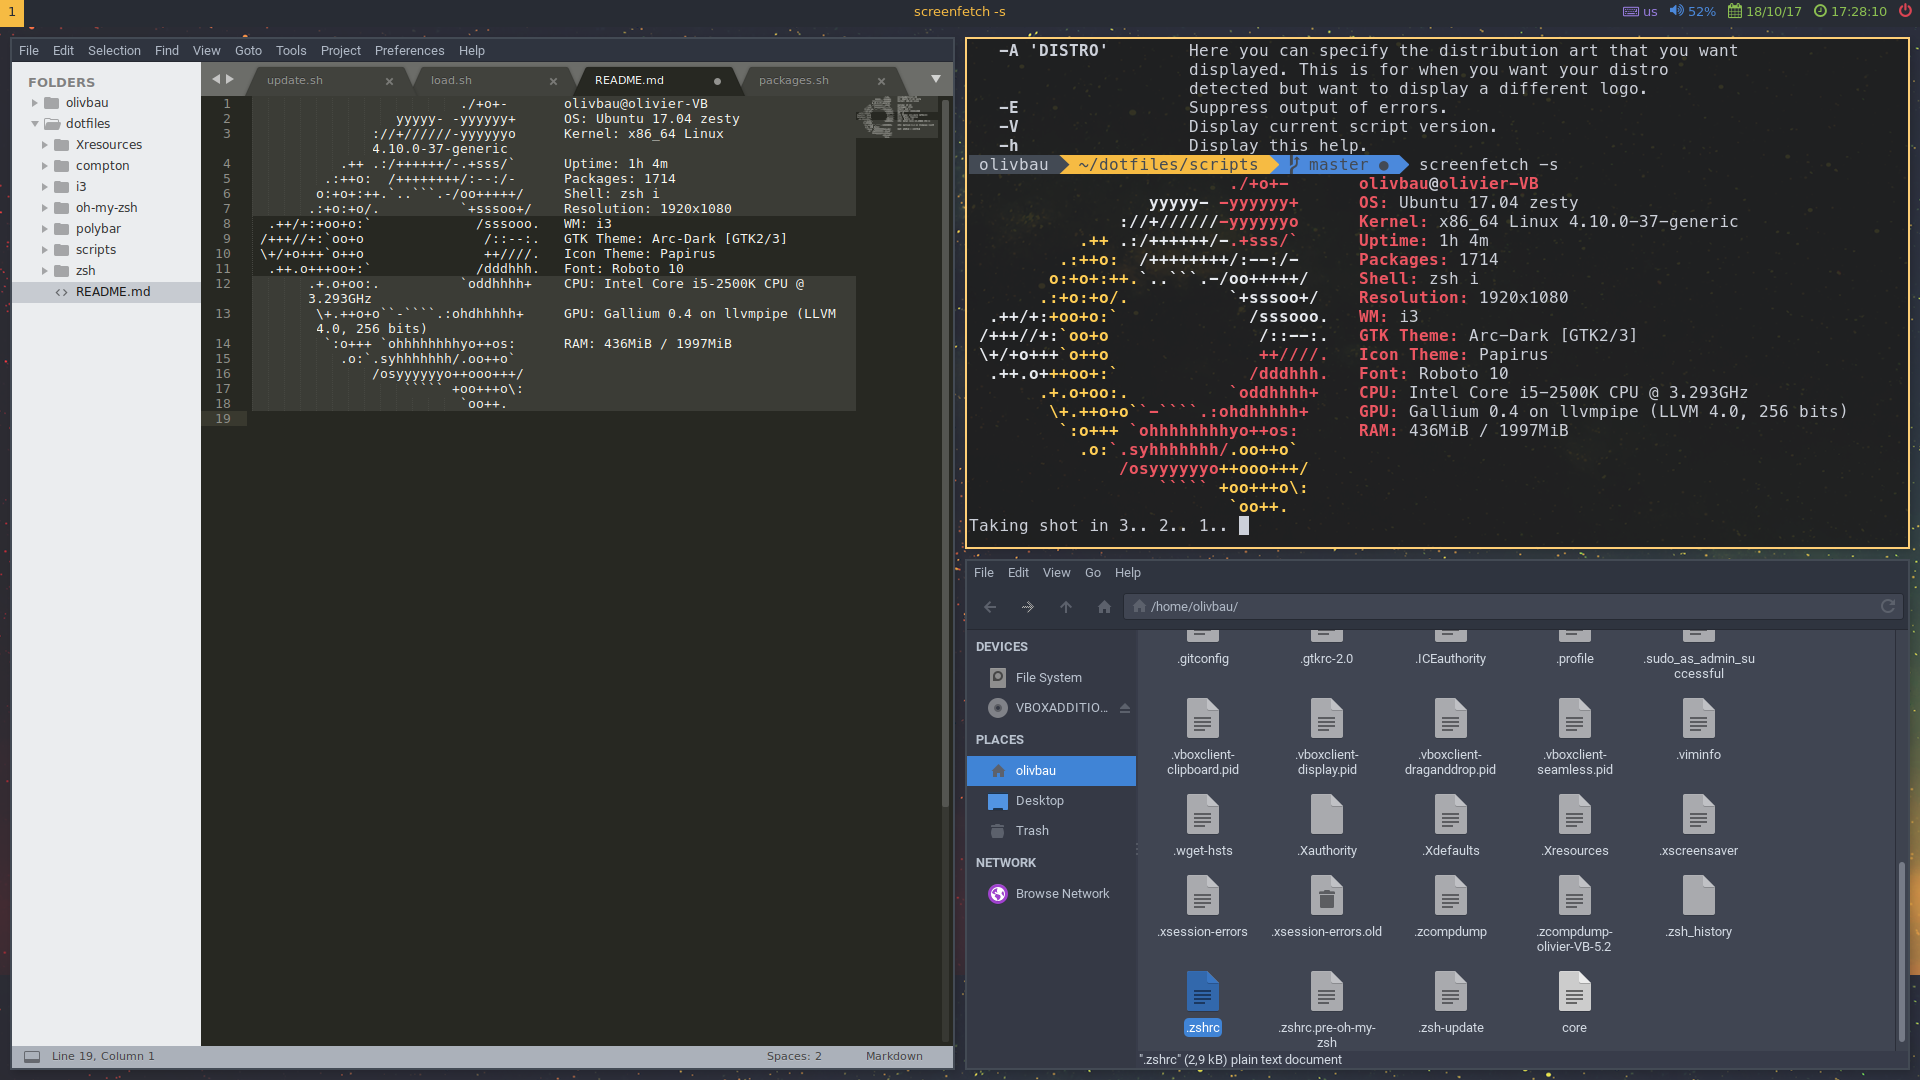 1
screenfetch -s
us 52% 18/10/17 17:28:10
File Edit Selection Find View Goto Tools Project Preferences Help
FOLDERS
olivbau
dotfiles
Xresources
compton
i3
oh-my-zsh
polybar
scripts
zsh
<> README.md
update.sh × load.sh × README.md packages.sh ×
1 ./+o+- olivbau@olivier-VB
2 yyyyy- -yyyyyy+ OS: Ubuntu 17.04 zesty
3 ://+//////-yyyyyyo Kernel: x86_64 Linux
4.10.0-37-generic
4 .++ .:/++++++/-.+sss/` Uptime: 1h 4m
5 .:++o: /++++++++/:--:/- Packages: 1714
6 o:+o+:++.`..```.-/oo+++++/ Shell: zsh i
7 .:+o:+o/. `+sssoo+/ Resolution: 1920x1080
8 .++/+:+oo+o:` /sssooo. WM: i3
9 /+++//+:`oo+o /::--:. GTK Theme: Arc-Dark [GTK2/3]
10 \+/+o+++`o++o ++////. Icon Theme: Papirus
11 .++.o+++oo+:` /dddhhh. Font: Roboto 10
12 .+.o+oo:. `oddhhhh+ CPU: Intel Core i5-2500K CPU @
3.293GHz
13 \+.++o+o``-````.:ohdhhhhh+ GPU: Gallium 0.4 on llvmpipe (LLVM
4.0, 256 bits)
14 `:o+++ `ohhhhhhhhyo++os: RAM: 436MiB / 1997MiB
15 .o:`.syhhhhhhh/.oo++o`
16 /osyyyyyyo++ooo+++/
17 ````` +oo+++o\:
18 `oo++.
19
Line 19, Column 1 Spaces: 2 Markdown
-A 'DISTRO' Here you can specify the distribution art that you want
displayed. This is for when you want your distro
detected but want to display a different logo.
-E Suppress output of errors.
-V Display current script version.
-h Display this help.
olivbau ~/dotfiles/scripts master ● screenfetch -s
./+o+- olivbau@olivier-VB
yyyyy- -yyyyyy+ OS: Ubuntu 17.04 zesty
://+//////-yyyyyyo Kernel: x86_64 Linux 4.10.0-37-generic
.++ .:/++++++/-.+sss/` Uptime: 1h 4m
.:++o: /++++++++/:--:/- Packages: 1714
o:+o+:++.`..```.-/oo+++++/ Shell: zsh i
.:+o:+o/. `+sssoo+/ Resolution: 1920x1080
.++/+:+oo+o:` /sssooo. WM: i3
/+++//+:`oo+o /::--:. GTK Theme: Arc-Dark [GTK2/3]
\+/+o+++`o++o ++////. Icon Theme: Papirus
.++.o+++oo+:` /dddhhh. Font: Roboto 10
.+.o+oo:. `oddhhhh+ CPU: Intel Core i5-2500K CPU @ 3.293GHz
\+.++o+o``-````.:ohdhhhhh+ GPU: Gallium 0.4 on llvmpipe (LLVM 4.0, 256 bits)
`:o+++ `ohhhhhhhhyo++os: RAM: 436MiB / 1997MiB
.o:`.syhhhhhhh/.oo++o`
/osyyyyyyo++ooo+++/
````` +oo+++o\:
`oo++.
Taking shot in 3.. 2.. 1..
File Edit View Go Help
/home/olivbau/
DEVICES
File System
VBOXADDITIO...
PLACES
olivbau
Desktop
Trash
NETWORK
Browse Network
.gitconfig .gtkrc-2.0 .ICEauthority .profile .sudo_as_admin_su
ccessful
.vboxclient- .vboxclient- .vboxclient- .vboxclient- .viminfo
clipboard.pid display.pid draganddrop.pid seamless.pid
.wget-hsts .Xauthority .Xdefaults .Xresources .xscreensaver
.xsession-errors .xsession-errors.old .zcompdump .zcompdump- .zsh_history
olivier-VB-5.2
.zshrc .zshrc.pre-oh-my- .zsh-update core
zsh
".zshrc" (2,9 kB) plain text document